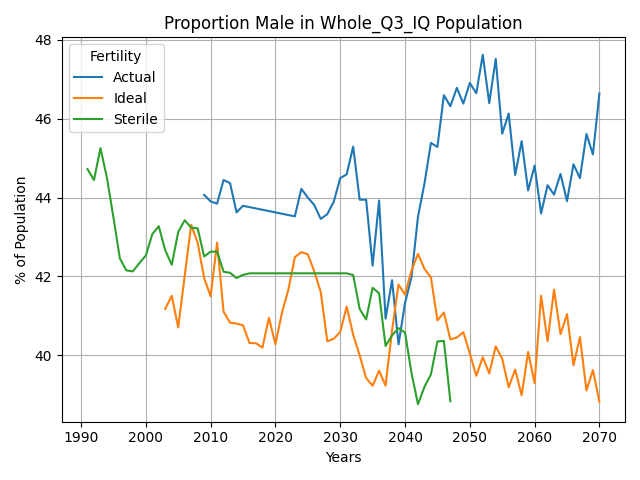 Proportion Male in Whole_Q3_IQ Population
48
46
44
42
40
% of Population
Fertility
Actual
Ideal
Sterile
1990 2000 2010 2020 2030 2040 2050 2060 2070
Years